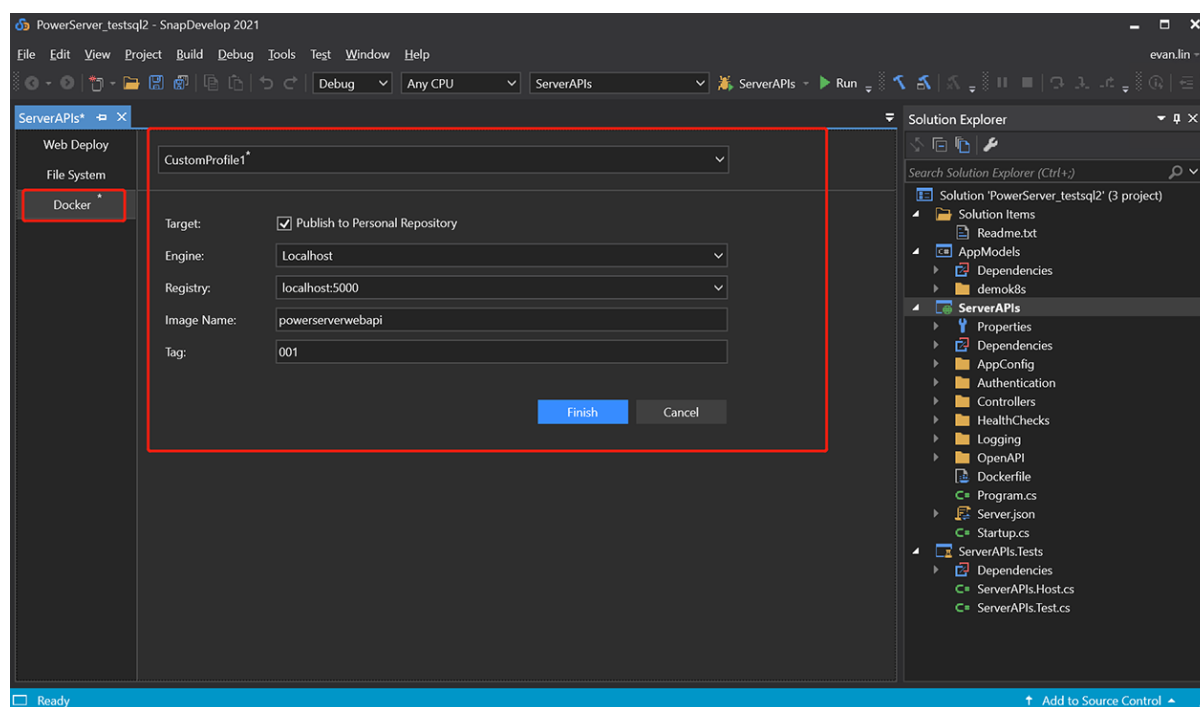 PowerServer_testsql2 - SnapDevelop 2021
File Edit View Project Build Debug Tools Test Window Help
evan.lin
Debug Any CPU ServerAPIs ServerAPIs Run
ServerAPIs*
Web Deploy
File System
Docker *
CustomProfile1*
Target: Publish to Personal Repository
Engine: Localhost
Registry: localhost:5000
Image Name: powerserverwebapi
Tag: 001
Finish Cancel
Solution Explorer
Search Solution Explorer (Ctrl+;)
Solution 'PowerServer_testsql2' (3 project)
Solution Items
Readme.txt
AppModels
Dependencies
demok8s
ServerAPIs
Properties
Dependencies
AppConfig
Authentication
Controllers
HealthChecks
Logging
OpenAPI
Dockerfile
Program.cs
Server.json
Startup.cs
ServerAPIs.Tests
Dependencies
ServerAPIs.Host.cs
ServerAPIs.Test.cs
Ready
Add to Source Control